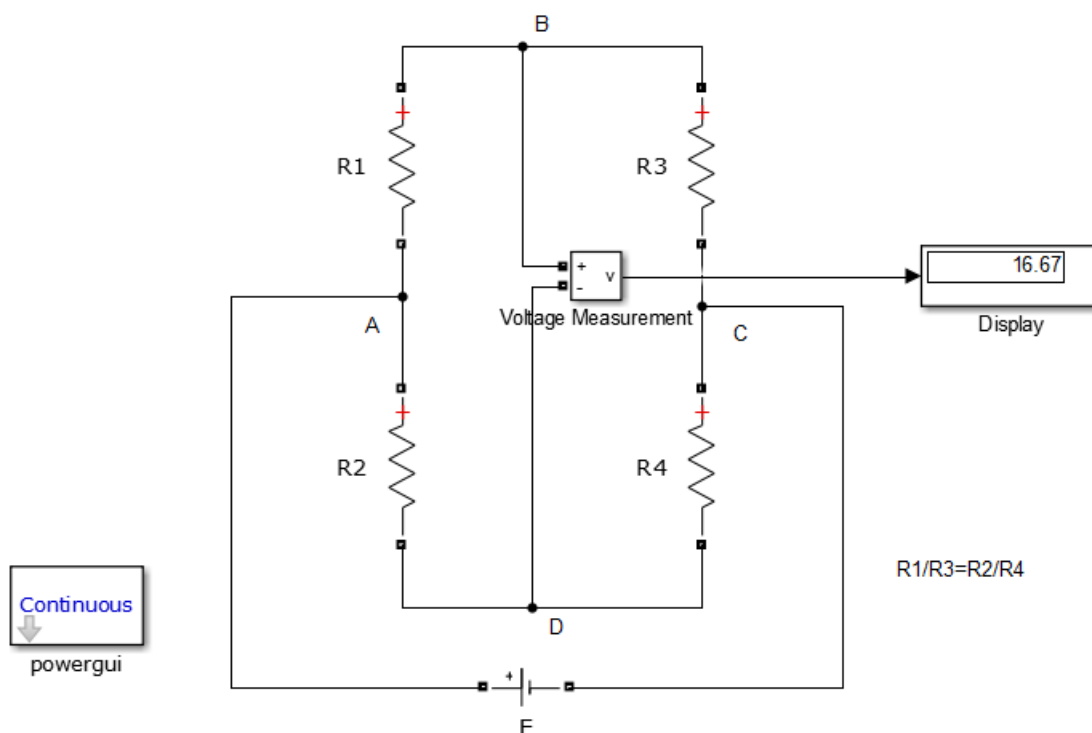 B
R1
R3
+
-
v
16.67
Voltage Measurement
Display
A
C
R2
R4
R1/R3=R2/R4
Continuous
powergui
D
+